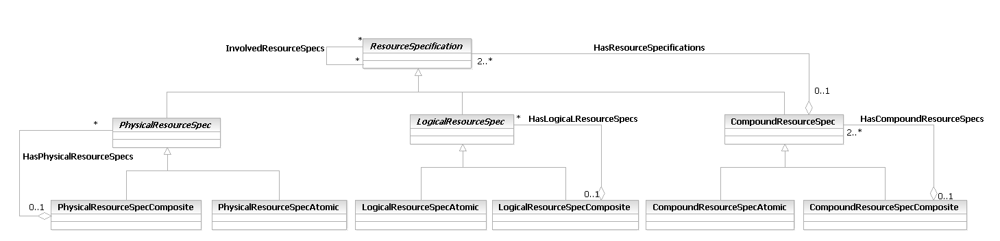 *
ResourceSpecification
InvolvedResourceSpecs
HasResourceSpecifications
*
2..*
0..1
*
PhysicalResourceSpec
LogicalResourceSpec
*
HasLogicaLResourceSpecs
CompoundResourceSpec
HasCompoundResourceSpecs
2..*
HasPhysicalResourceSpecs
0..1
0..1
0..1
PhysicalResourceSpecComposite
PhysicalResourceSpecAtomic
LogicalResourceSpecAtomic
LogicalResourceSpecComposite
CompoundResourceSpecAtomic
CompoundResourceSpecComposite